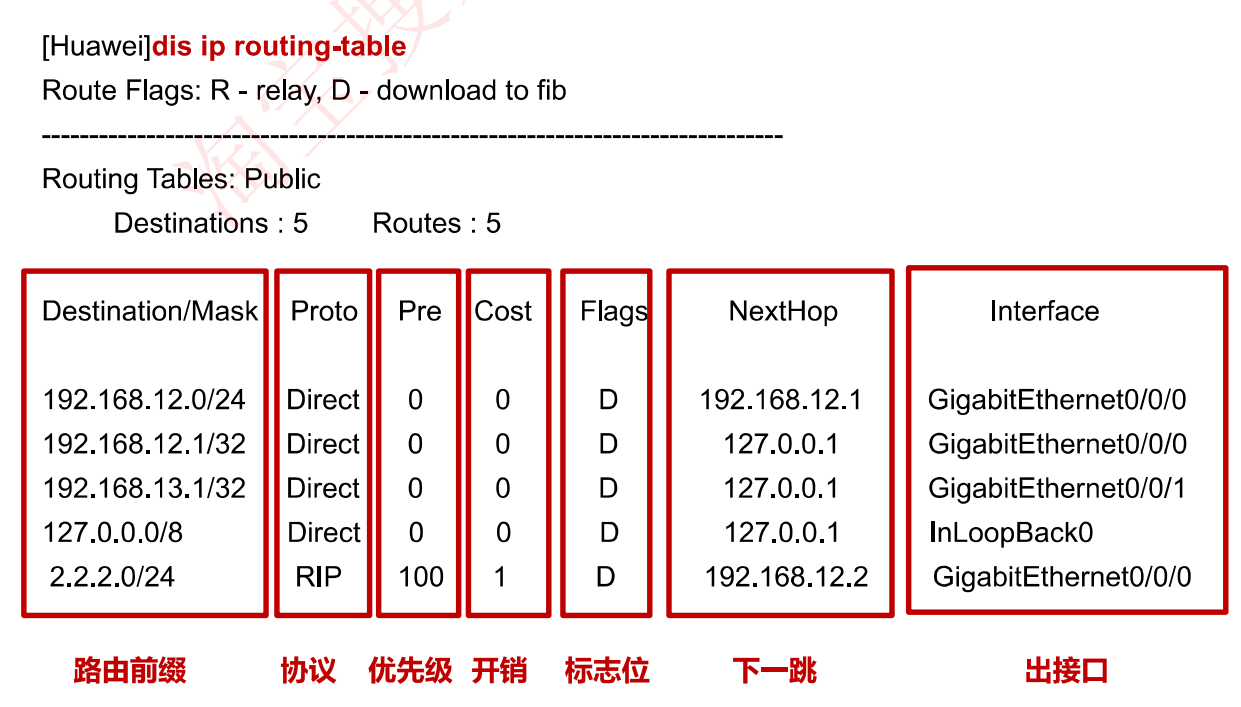 [Huawei]dis ip routing-table
Route Flags: R - relay, D - download to fib
------------------------------------------------------------------------------
Routing Tables: Public
Destinations : 5 Routes : 5
Destination/Mask Proto Pre Cost Flags NextHop Interface
192.168.12.0/24 Direct 0 0 D 192.168.12.1 GigabitEthernet0/0/0
192.168.12.1/32 Direct 0 0 D 127.0.0.1 GigabitEthernet0/0/0
192.168.13.1/32 Direct 0 0 D 127.0.0.1 GigabitEthernet0/0/1
127.0.0.0/8 Direct 0 0 D 127.0.0.1 InLoopBack0
2.2.2.0/24 RIP 100 1 D 192.168.12.2 GigabitEthernet0/0/0
路由前缀 协议 优先级 开销 标志位 下一跳 出接口
淘宝搜